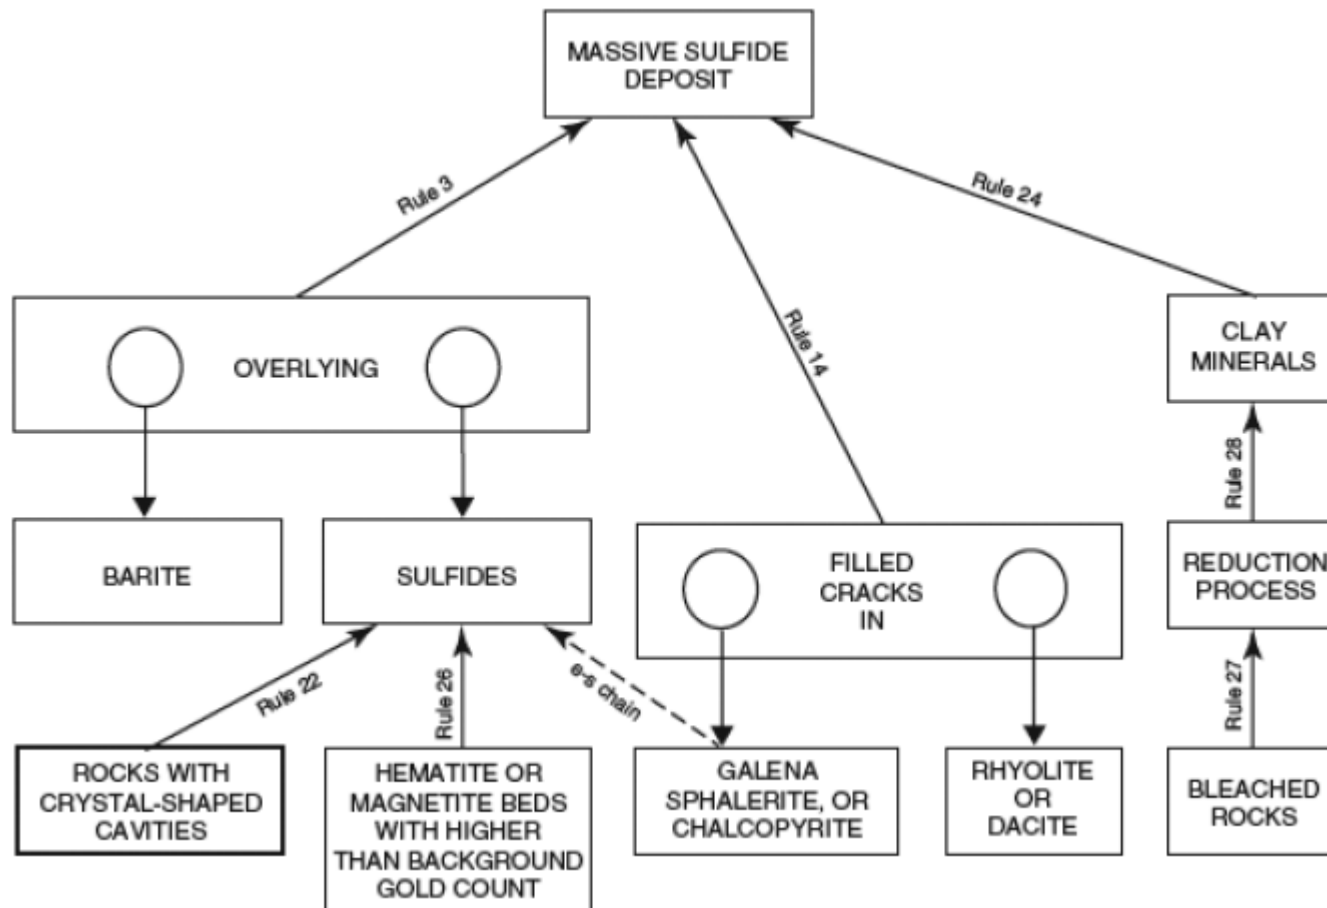 MASSIVE SULFIDE
DEPOSIT
Rule 3
Rule 24
Rule 14
OVERLYING
CLAY
MINERALS
Rule 28
BARITE
SULFIDES
FILLED
CRACKS
IN
REDUCTION
PROCESS
Rule 22
Rule 26
e-s chain
Rule 27
ROCKS WITH
CRYSTAL-SHAPED
CAVITIES
HEMATITE OR
MAGNETITE BEDS
WITH HIGHER
THAN BACKGROUND
GOLD COUNT
GALENA
SPHALERITE, OR
CHALCOPYRITE
RHYOLITE
OR
DACITE
BLEACHED
ROCKS